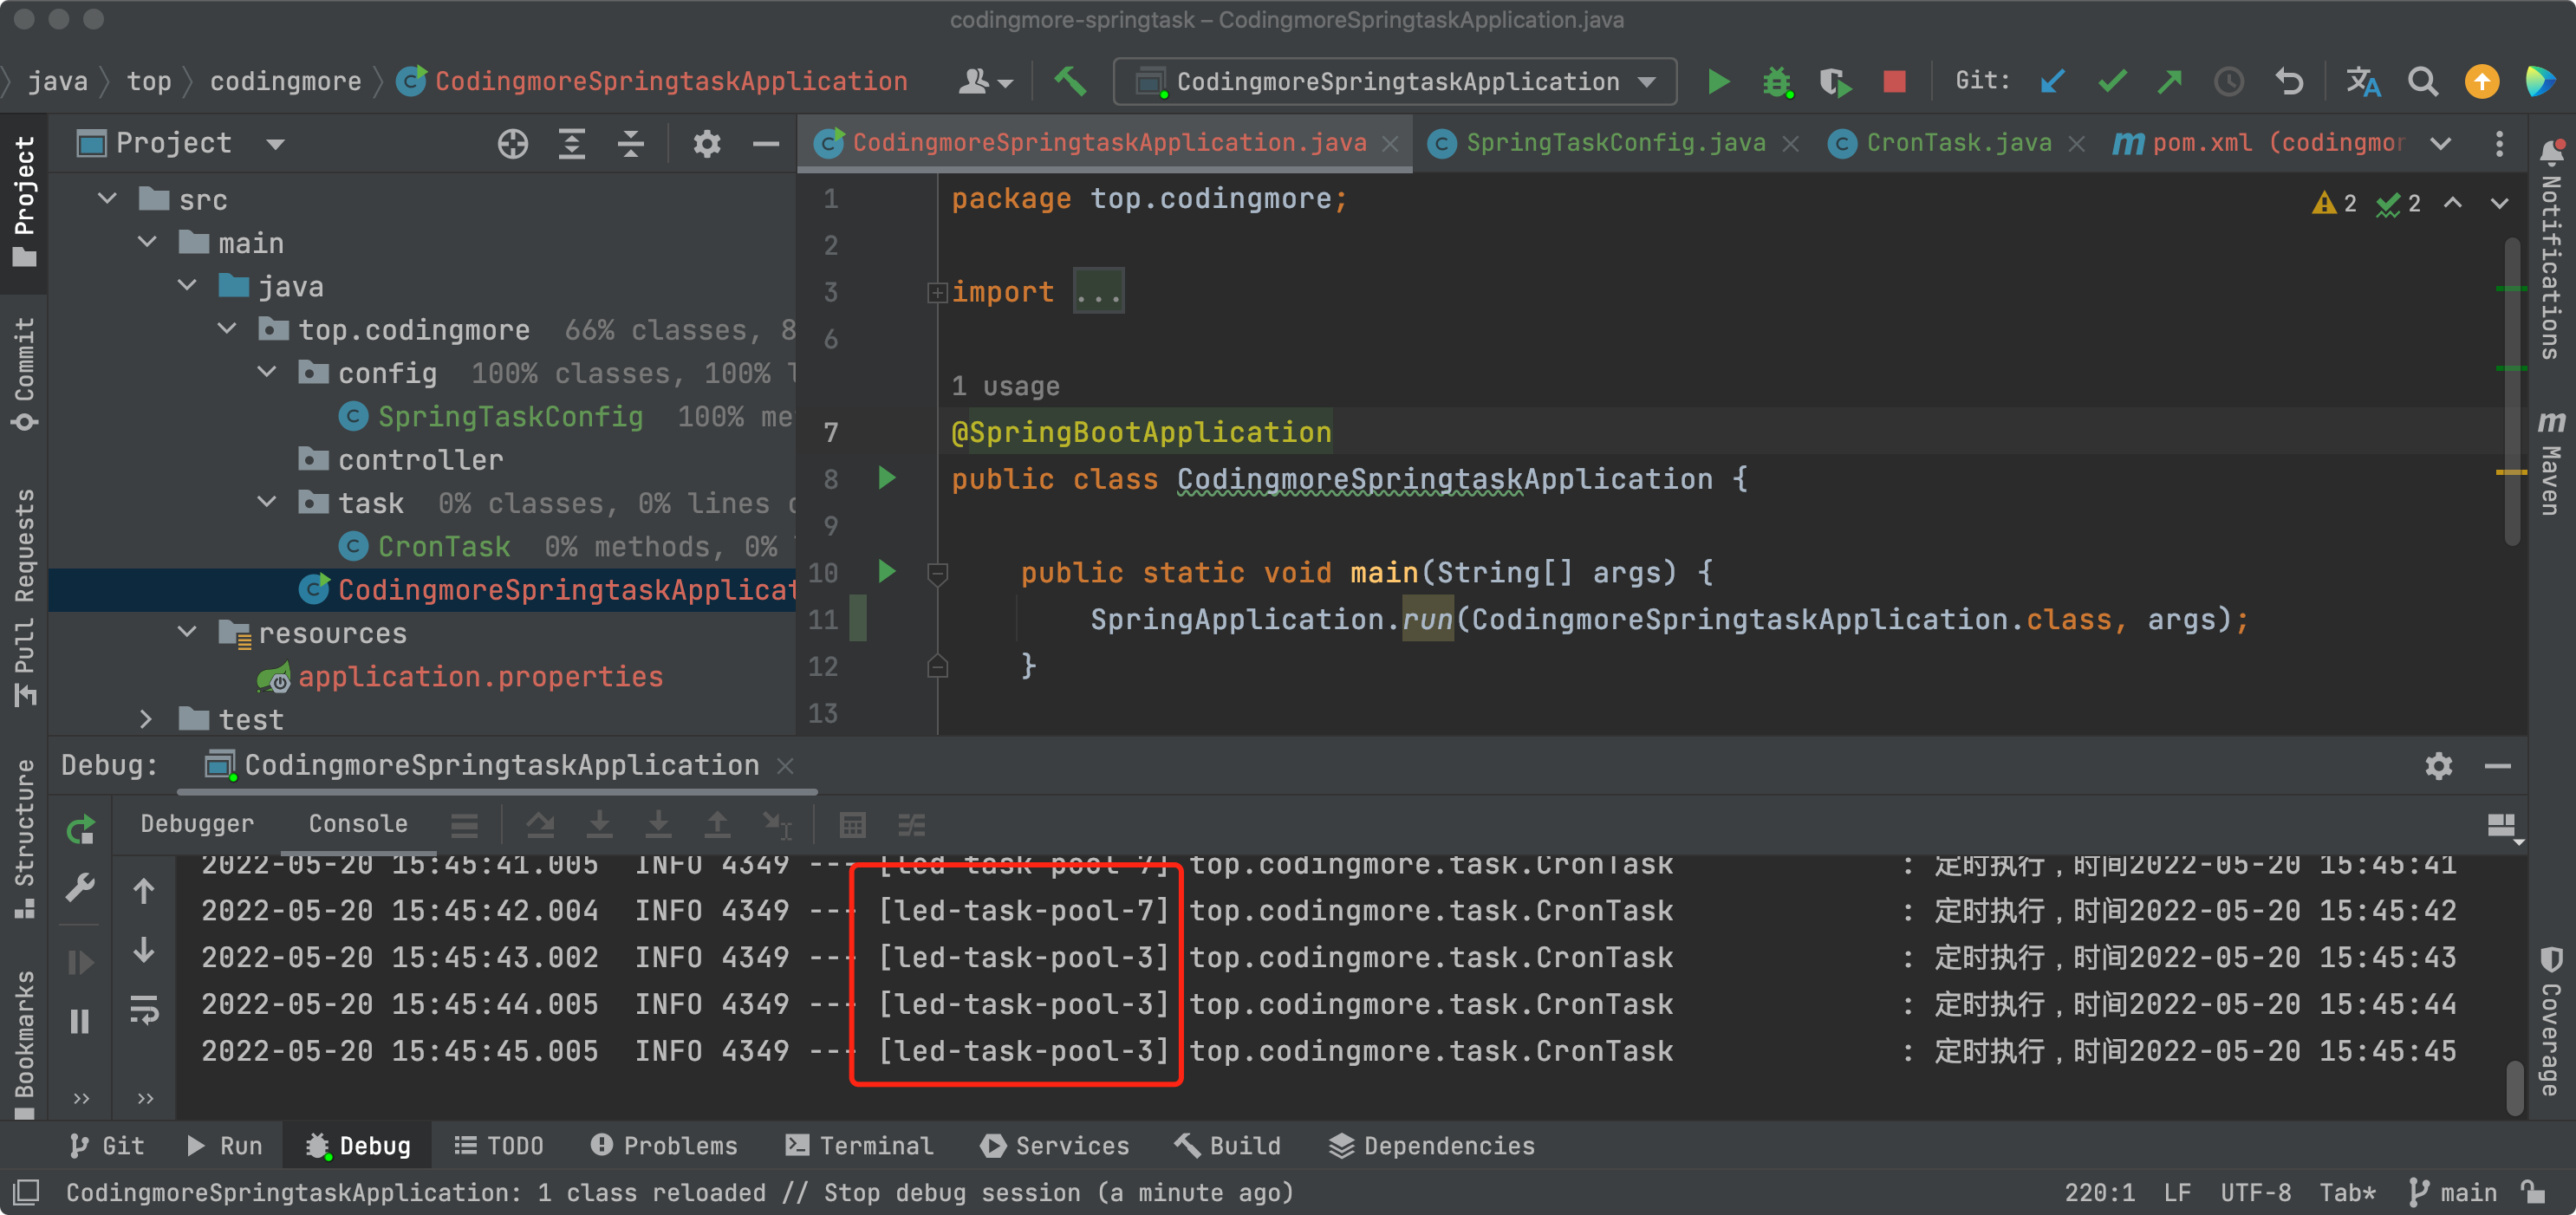 codingmore-springtask – CodingmoreSpringtaskApplication.java
java top codingmore CodingmoreSpringtaskApplication
CodingmoreSpringtaskApplication
Git:
Project
CodingmoreSpringtaskApplication.java
SpringTaskConfig.java
CronTask.java
pom.xml (codingmor
src
main
java
top.codingmore 66% classes, 8
config 100% classes, 100% l
SpringTaskConfig 100% me
controller
task 0% classes, 0% lines
CronTask 0% methods, 0%
CodingmoreSpringtaskApplicat
resources
application.properties
test
1 package top.codingmore;
2
3 import ...
6
1 usage
7 @SpringBootApplication
8 public class CodingmoreSpringtaskApplication {
9
10 public static void main(String[] args) {
11 SpringApplication.run(CodingmoreSpringtaskApplication.class, args);
12 }
13
2 2
Project
Commit
Pull Requests
Structure
Bookmarks
Notifications
Maven
Coverage
Debug: CodingmoreSpringtaskApplication
Debugger Console
2022-05-20 15:45:41.005 INFO 4349 --- [led-task-pool-7] top.codingmore.task.CronTask : 定时执行，时间2022-05-20 15:45:41
2022-05-20 15:45:42.004 INFO 4349 --- [led-task-pool-7] top.codingmore.task.CronTask : 定时执行，时间2022-05-20 15:45:42
2022-05-20 15:45:43.002 INFO 4349 --- [led-task-pool-3] top.codingmore.task.CronTask : 定时执行，时间2022-05-20 15:45:43
2022-05-20 15:45:44.005 INFO 4349 --- [led-task-pool-3] top.codingmore.task.CronTask : 定时执行，时间2022-05-20 15:45:44
2022-05-20 15:45:45.005 INFO 4349 --- [led-task-pool-3] top.codingmore.task.CronTask : 定时执行，时间2022-05-20 15:45:45
Git Run Debug TODO Problems Terminal Services Build Dependencies
CodingmoreSpringtaskApplication: 1 class reloaded // Stop debug session (a minute ago)
220:1 LF UTF-8 Tab* main